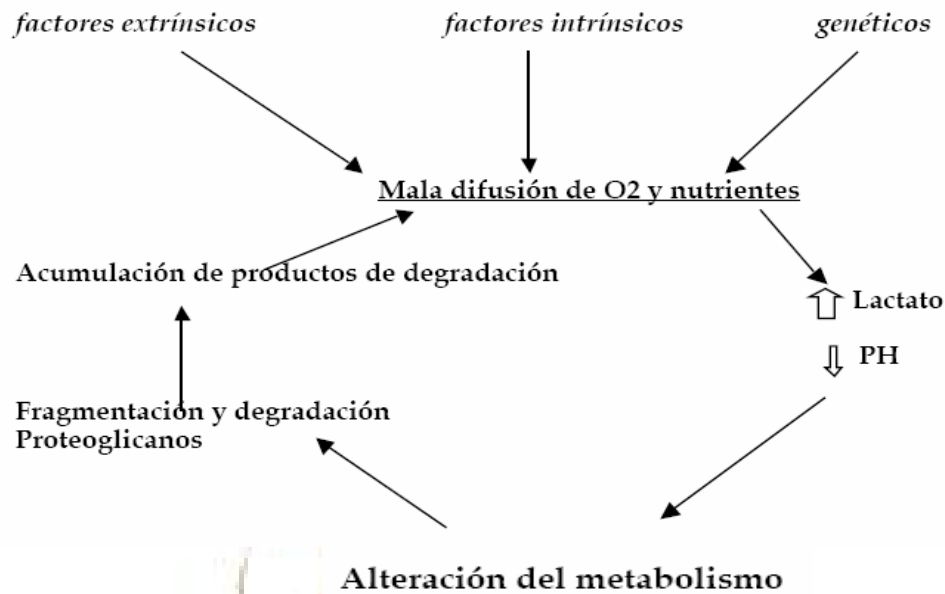 factores extrínsicos
factores intrínsicos
genéticos
Mala difusión de O2 y nutrientes
Acumulación de productos de degradación
Lactato
PH
Fragmentación y degradación
Proteoglicanos
Alteración del metabolismo